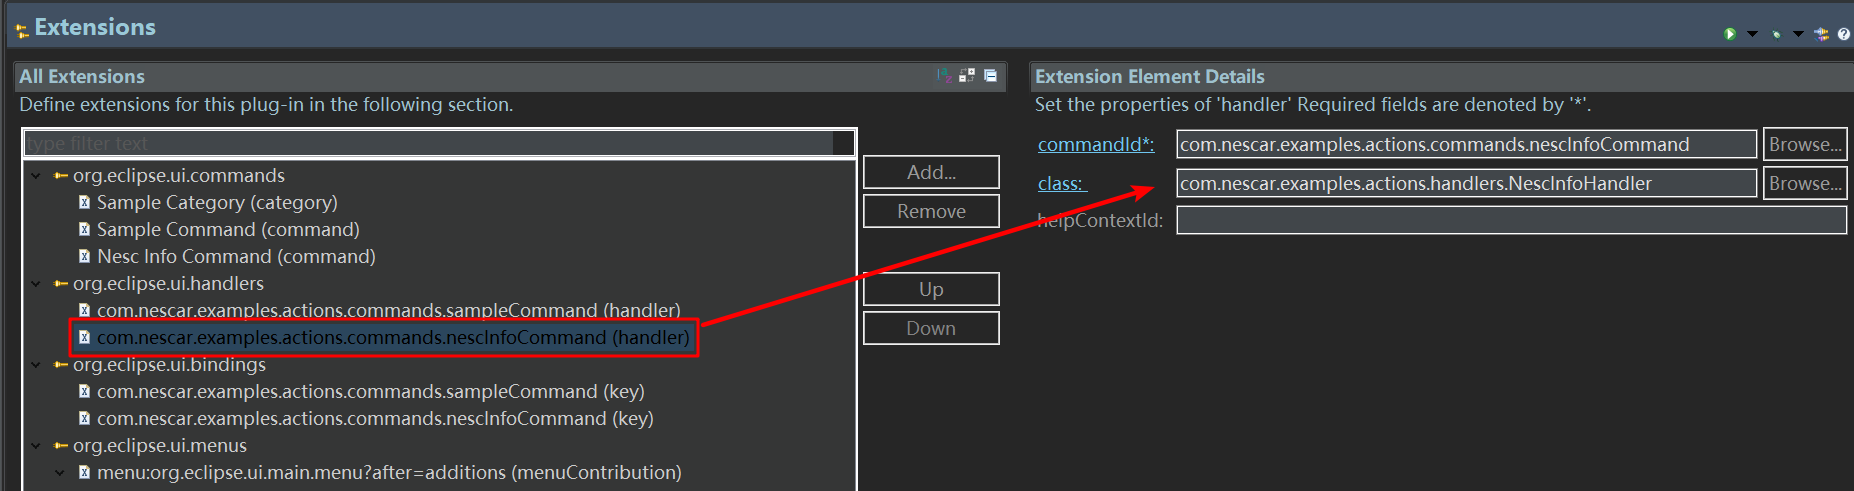 Extensions
All Extensions
Define extensions for this plug-in in the following section.
type filter text
org.eclipse.ui.commands
Sample Category (category)
Sample Command (command)
Nesc Info Command (command)
org.eclipse.ui.handlers
com.nescar.examples.actions.commands.sampleCommand (handler)
com.nescar.examples.actions.commands.nescInfoCommand (handler)
org.eclipse.ui.bindings
com.nescar.examples.actions.commands.sampleCommand (key)
com.nescar.examples.actions.commands.nescInfoCommand (key)
org.eclipse.ui.menus
menu:org.eclipse.ui.main.menu?after=additions (menuContribution)
Add...
Remove
Up
Down
Extension Element Details
Set the properties of 'handler' Required fields are denoted by '*'.
commandId*: com.nescar.examples.actions.commands.nescInfoCommand Browse...
class: com.nescar.examples.actions.handlers.NescInfoHandler Browse...
helpContextId: